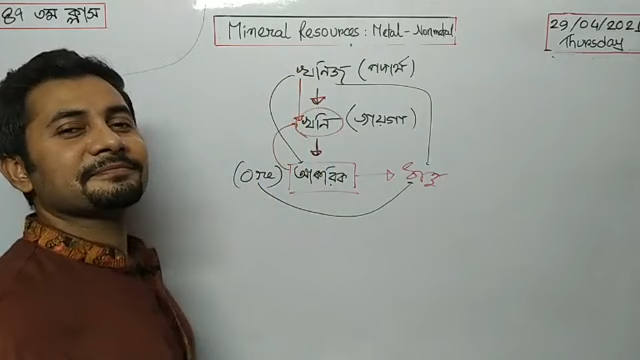 ৪৭ তম ক্লাস
Mineral Resources: Metal-Nonmetal
29/04/2021
Thursday
খনিজ (পদার্থ)
খনি (জায়গা)
(Ore) আকরিক → ধাতু